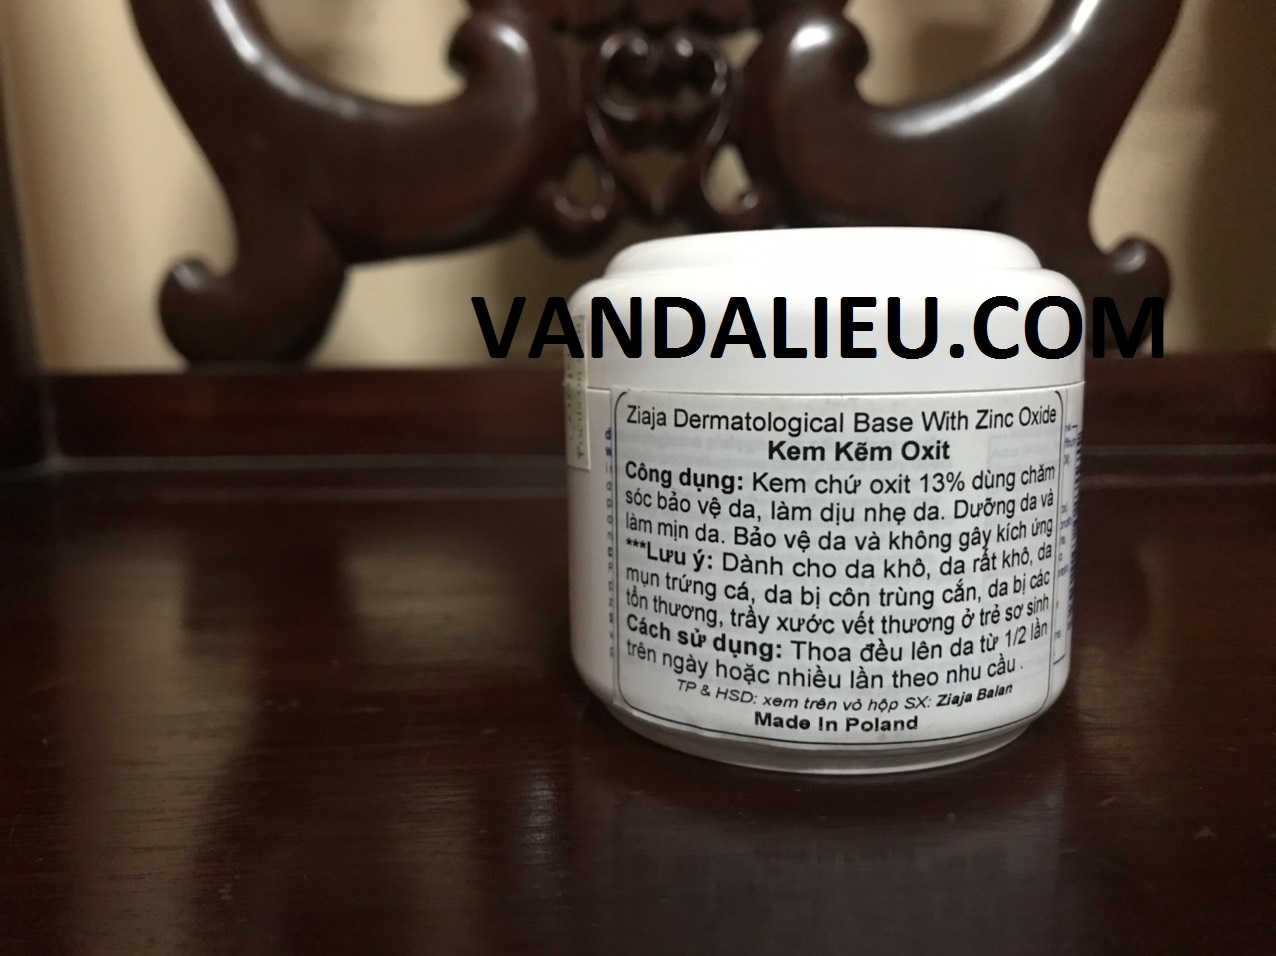 VANDALIEU.COM
Ziaja Dermatological Base With Zinc Oxide
Kem Kẽm Oxit
Công dụng: Kem chứ oxit 13% dùng chăm
sóc bảo vệ da, làm dịu nhẹ da. Dưỡng da và
làm mịn da. Bảo vệ da và không gây kích ứng
***Lưu ý: Dành cho da khô, da rất khô, da
mụn trứng cá, da bị côn trùng cắn, da bị các
tổn thương, trầy xước vết thương ở trẻ sơ sinh
Cách sử dụng: Thoa đều lên da từ 1/2 lần
trên ngày hoặc nhiều lần theo nhu cầu .
TP & HSD: xem trên vỏ hộp SX: Ziaja Balan
Made In Poland